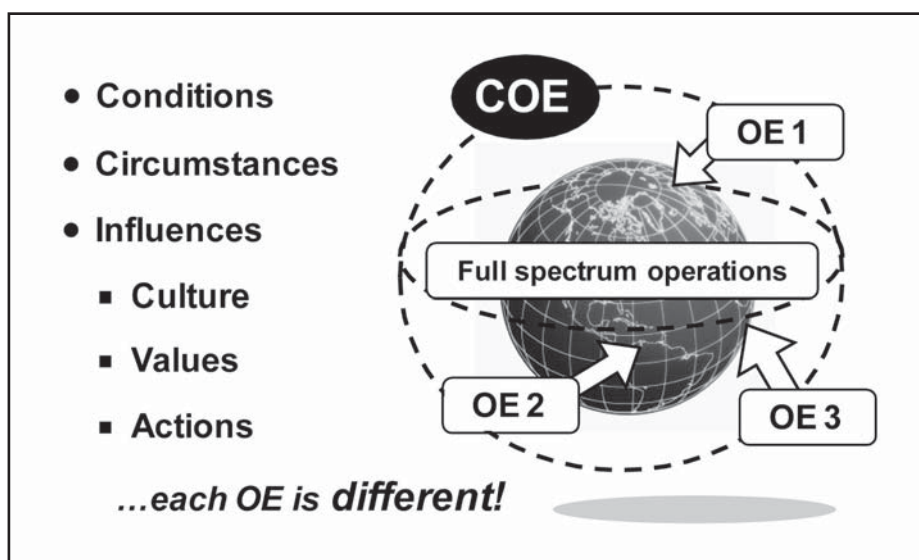 • Conditions
• Circumstances
• Influences
▪ Culture
▪ Values
▪ Actions
...each OE is different!
COE
OE 1
Full spectrum operations
OE 2
OE 3